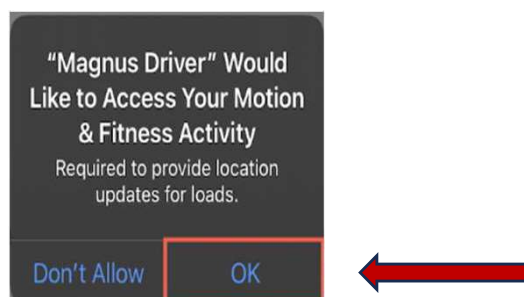 “Magnus Driver” Would
Like to Access Your Motion
& Fitness Activity
Required to provide location
updates for loads.
Don’t Allow
OK